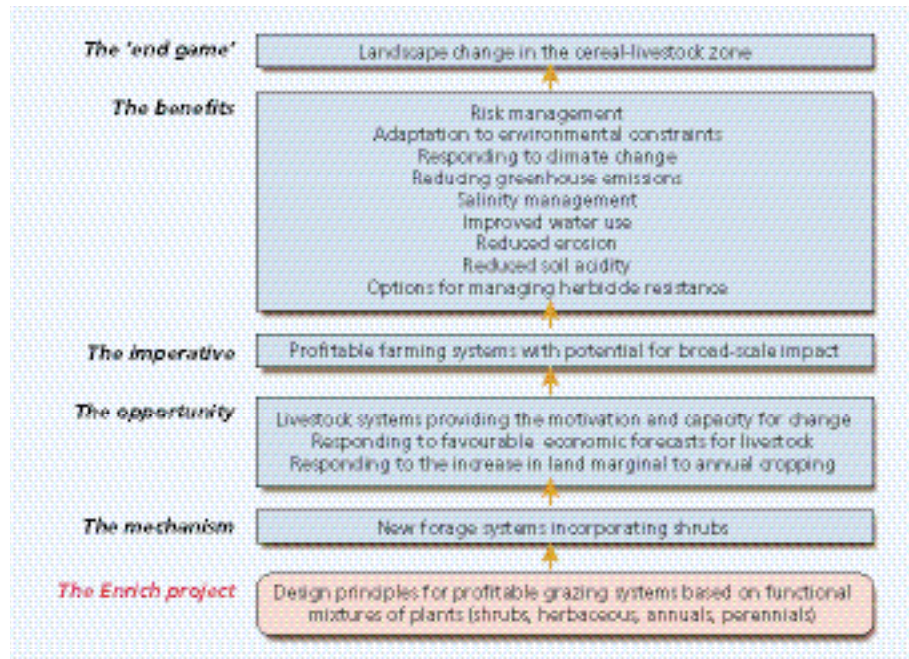 The 'end game'
Landscape change in the cereal-livestock zone
The benefits
Risk management
Adaptation to environmental constraints
Responding to climate change
Reducing greenhouse emissions
Salinity management
Improved water use
Reduced erosion
Reduced soil acidity
Options for managing herbicide resistance
The imperative
Profitable farming systems with potential for broad-scale impact
The opportunity
Livestock systems providing the motivation and capacity for change
Responding to favourable economic forecasts for livestock
Responding to the increase in land marginal to annual cropping
The mechanism
New forage systems incorporating shrubs
The Enrich project
Design principles for profitable grazing systems based on functional
mixtures of plants (shrubs, herbaceous, annuals, perennials)